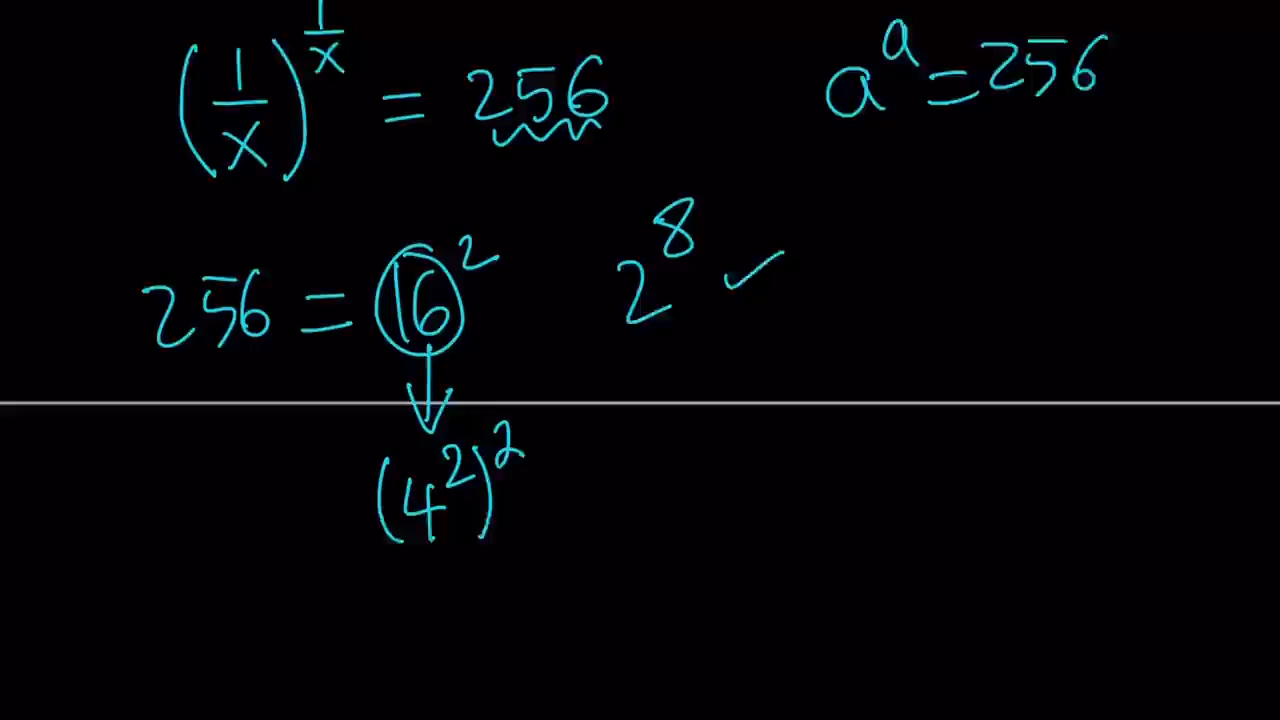 (1/x)^(1/x) = 256    a^a = 256
256 = 16^2    2^8 ✓
(4^2)^2